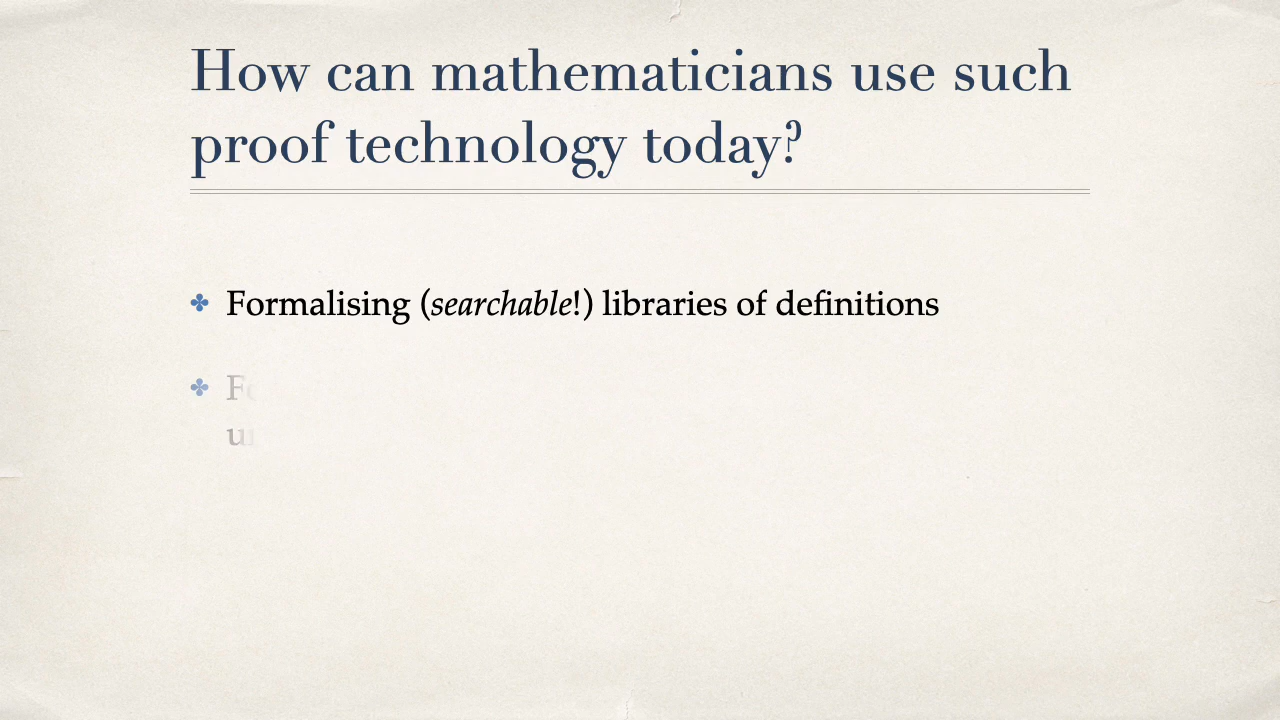 How can mathematicians use such
proof technology today?
Formalising (searchable!) libraries of definitions